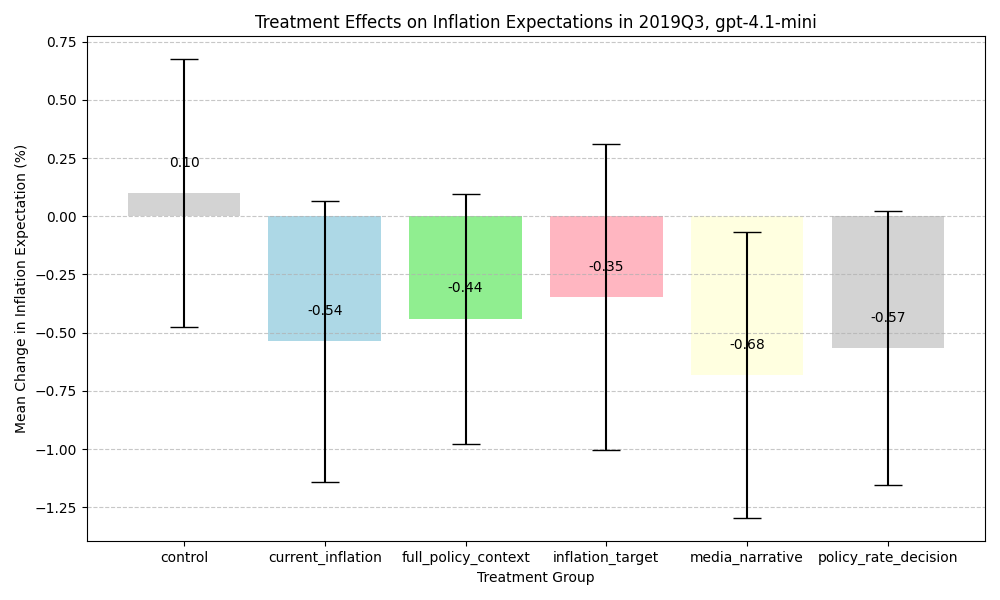 Treatment Effects on Inflation Expectations in 2019Q3, gpt-4.1-mini
Mean Change in Inflation Expectation (%)
0.75
0.50
0.25
0.00
−0.25
−0.50
−0.75
−1.00
−1.25
0.10
-0.54
-0.44
-0.35
-0.68
-0.57
control
current_inflation
full_policy_context
inflation_target
media_narrative
policy_rate_decision
Treatment Group